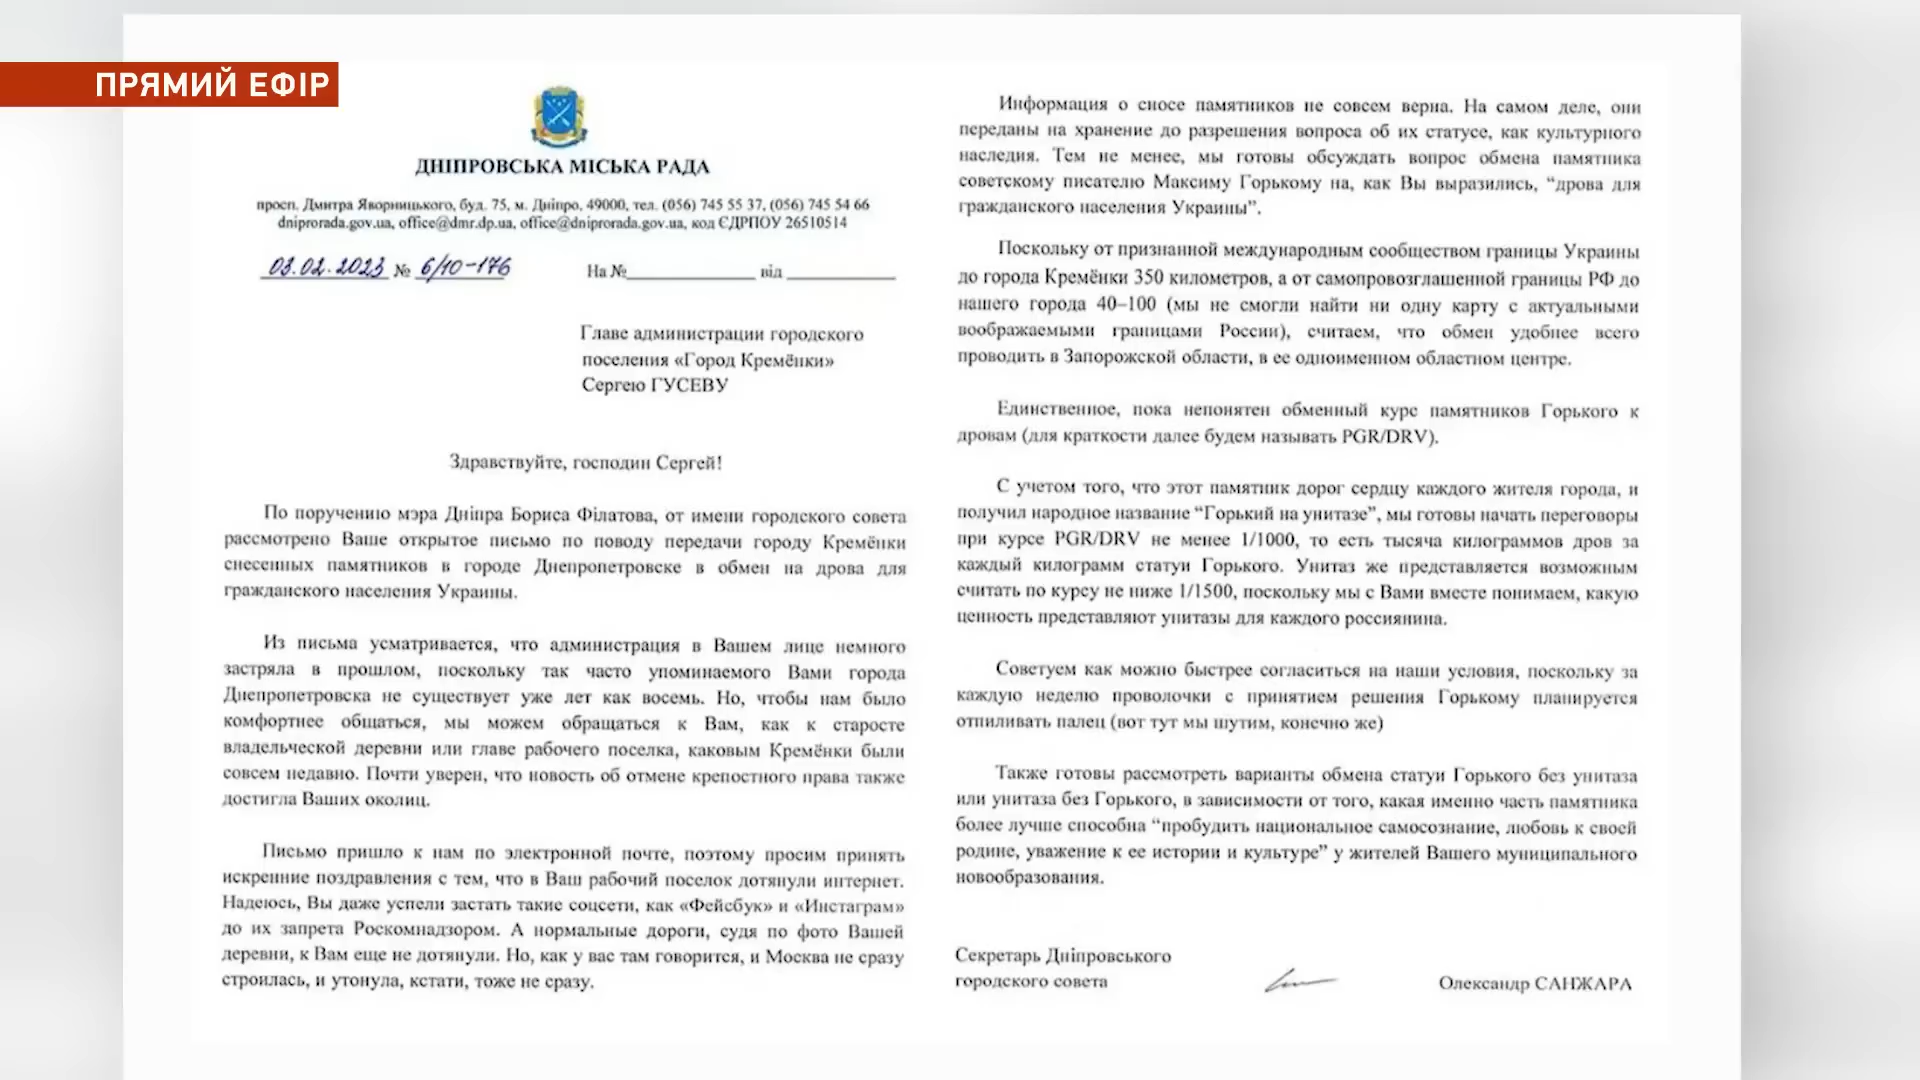 ПРЯМИЙ ЕФІР
ДНІПРОВСЬКА МІСЬКА РАДА
просп. Дмитра Яворницького, буд. 75, м. Дніпро, 49000, тел. (056) 745 55 37, (056) 745 54 66
dniprorada.gov.ua, office@dmr.dp.ua, office@dniprorada.gov.ua, код ЄДРПОУ 26510514
03.02.2023 № 6/10-176 На №____________ від __________
Главе администрации городского
поселения «Город Кремёнки»
Сергею ГУСЕВУ
Здравствуйте, господин Сергей!
По поручению мэра Дніпра Бориса Філатова, от имени городского совета
рассмотрено Ваше открытое письмо по поводу передачи городу Кремёнки
снесенных памятников в городе Днепропетровске в обмен на дрова для
гражданского населения Украины.
Из письма усматривается, что администрация в Вашем лице немного
застряла в прошлом, поскольку так часто упоминаемого Вами города
Днепропетровска не существует уже лет как восемь. Но, чтобы нам было
комфортнее общаться, мы можем обращаться к Вам, как к старосте
владельческой деревни или главе рабочего поселка, каковым Кремёнки были
совсем недавно. Почти уверен, что новость об отмене крепостного права также
достигла Ваших околиц.
Письмо пришло к нам по электронной почте, поэтому просим принять
искренние поздравления с тем, что в Ваш рабочий поселок дотянули интернет.
Надеюсь, Вы даже успели застать такие соцсети, как «Фейсбук» и «Инстаграм»
до их запрета Роскомнадзором. А нормальные дороги, судя по фото Вашей
деревни, к Вам еще не дотянули. Но, как у вас там говорится, и Москва не сразу
строилась, и утонула, кстати, тоже не сразу.
Информация о сносе памятников не совсем верна. На самом деле, они
переданы на хранение до разрешения вопроса об их статусе, как культурного
наследия. Тем не менее, мы готовы обсуждать вопрос обмена памятника
советскому писателю Максиму Горькому на, как Вы выразились, “дрова для
гражданского населения Украины”.
Поскольку от признанной международным сообществом границы Украины
до города Кремёнки 350 километров, а от самопровозглашенной границы РФ до
нашего города 40–100 (мы не смогли найти ни одну карту с актуальными
воображаемыми границами России), считаем, что обмен удобнее всего
проводить в Запорожской области, в ее одноименном областном центре.
Единственное, пока непонятен обменный курс памятников Горького к
дровам (для краткости далее будем называть PGR/DRV).
С учетом того, что этот памятник дорог сердцу каждого жителя города, и
получил народное название “Горький на унитазе”, мы готовы начать переговоры
при курсе PGR/DRV не менее 1/1000, то есть тысяча килограммов дров за
каждый килограмм статуи Горького. Унитаз же представляется возможным
считать по курсу не ниже 1/1500, поскольку мы с Вами вместе понимаем, какую
ценность представляют унитазы для каждого россиянина.
Советуем как можно быстрее согласиться на наши условия, поскольку за
каждую неделю проволочки с принятием решения Горькому планируется
отпиливать палец (вот тут мы шутим, конечно же)
Также готовы рассмотреть варианты обмена статуи Горького без унитаза
или унитаза без Горького, в зависимости от того, какая именно часть памятника
более лучше способна “пробудить национальное самосознание, любовь к своей
родине, уважение к ее истории и культуре” у жителей Вашего муниципального
новообразования.
Секретарь Дніпровського
городского совета Олександр САНЖАРА